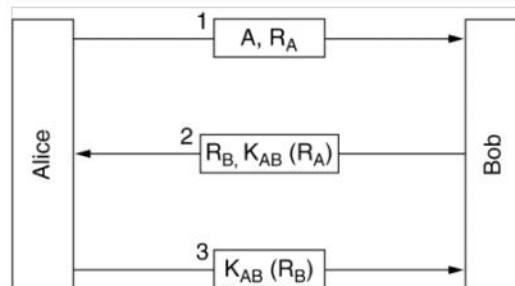 Alice
1
A, R_A
2
R_B, K_AB (R_A)
3
K_AB (R_B)
Bob